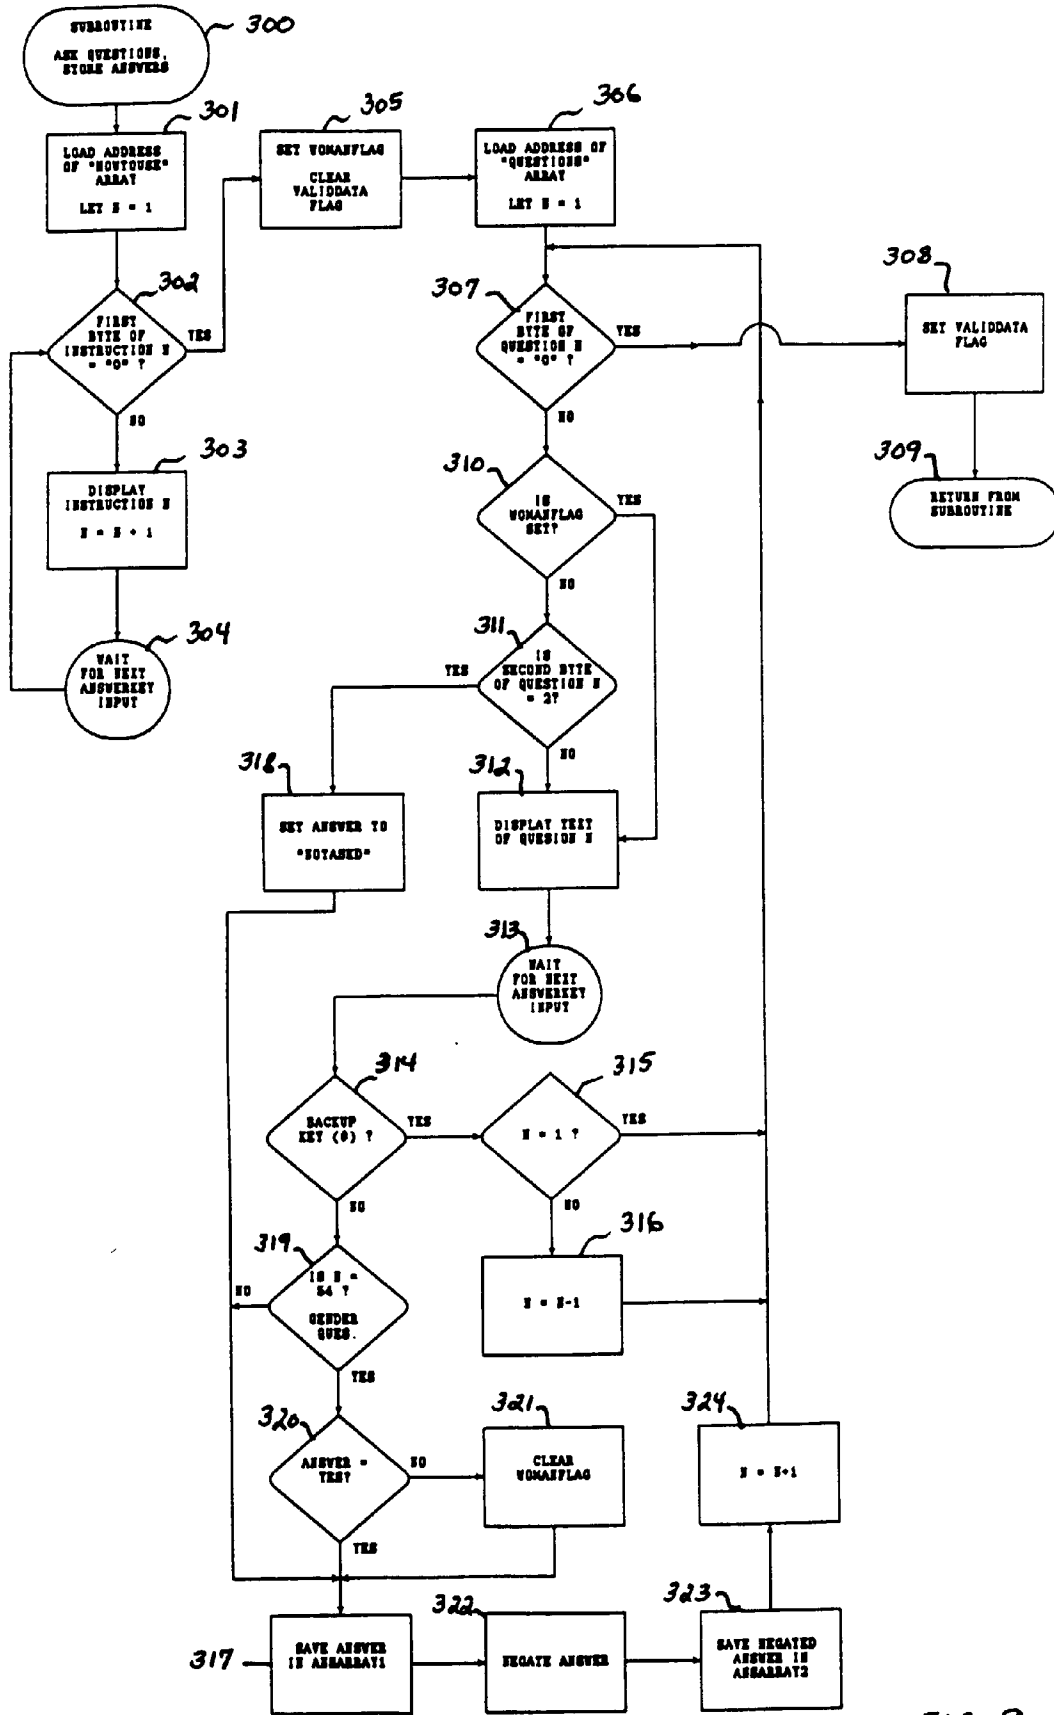 SUBROUTINE
ASK QUESTIONS,
STORE ANSWERS
300
301
LOAD ADDRESS
OF "HOWTOUSE"
ARRAY
LET N = 1
305
SET WOMANFLAG
CLEAR
VALIDDATA
FLAG
306
LOAD ADDRESS OF
"QUESTIONS"
ARRAY
LET N = 1
302
FIRST
BYTE OF
INSTRUCTION N
= "0" ?
YES
NO
303
DISPLAY
INSTRUCTION N
N = N + 1
304
WAIT
FOR NEXT
ANSWERKEY
INPUT
307
FIRST
BYTE OF
QUESTION N
= "0" ?
YES
NO
308
SET VALIDDATA
FLAG
309
RETURN FROM
SUBROUTINE
310
IS
WOMANFLAG
SET?
YES
NO
311
IS
SECOND BYTE
OF QUESTION N
= 2?
YES
NO
318
SET ANSWER TO
"NOTASKED"
312
DISPLAY TEXT
OF QUESION N
313
WAIT
FOR NEXT
ANSWERKEY
INPUT
314
BACKUP
KEY (0) ?
YES
NO
315
N = 1 ?
YES
NO
316
N = N-1
319
IS N =
54 ?
GENDER
QUES.
NO
YES
320
ANSWER =
YES?
NO
YES
321
CLEAR
WOMANFLAG
324
N = N+1
317
SAVE ANSWER
IN ANSARRAY1
322
NEGATE ANSWER
323
SAVE NEGATED
ANSWER IN
ANSARRAY2